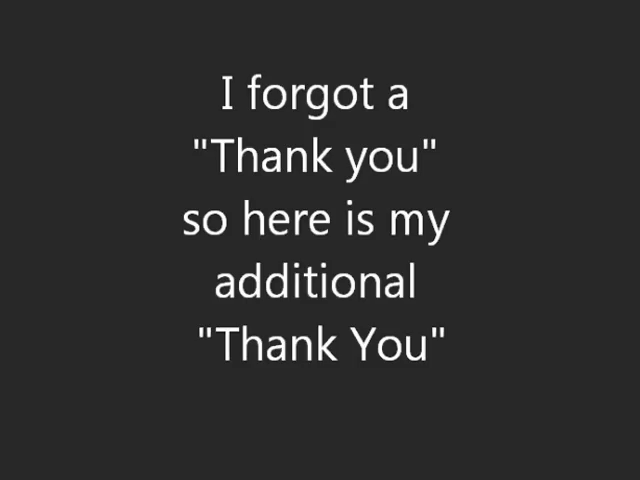 I forgot a
"Thank you"
so here is my
additional
"Thank You"